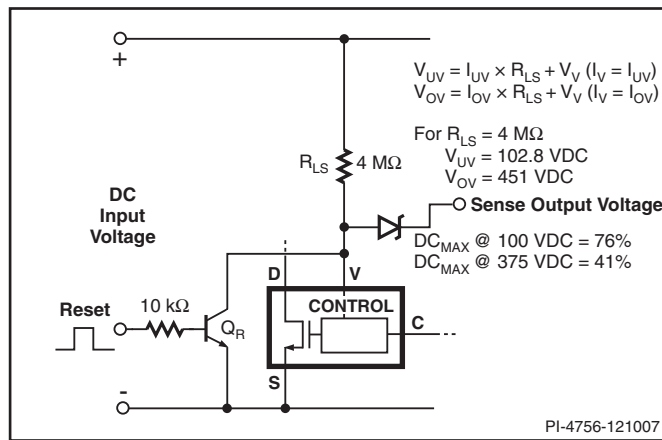 +
V_UV = I_UV × R_LS + V_V (I_V = I_UV)
V_OV = I_OV × R_LS + V_V (I_V = I_OV)
For R_LS = 4 MΩ
V_UV = 102.8 VDC
V_OV = 451 VDC
R_LS
4 MΩ
DC
Input
Voltage
Sense Output Voltage
DC_MAX @ 100 VDC = 76%
DC_MAX @ 375 VDC = 41%
D
V
CONTROL
C
Reset
10 kΩ
Q_R
S
-
PI-4756-121007